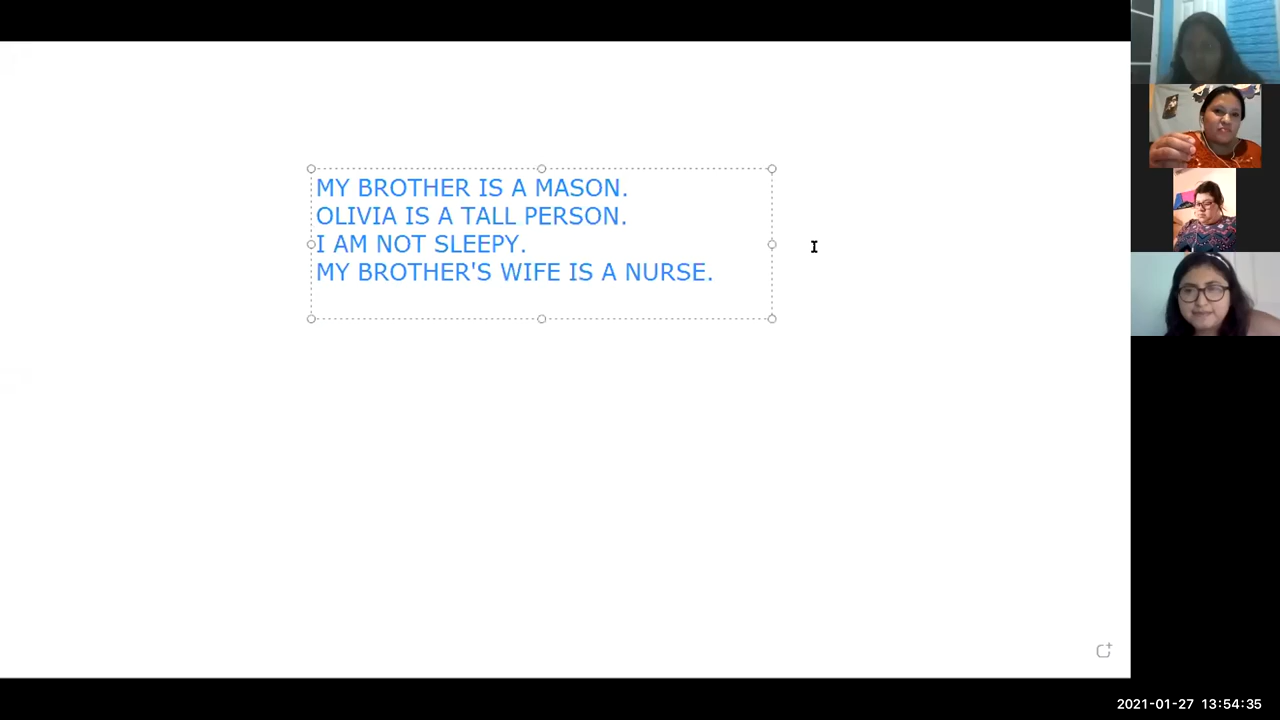 MY BROTHER IS A MASON.
OLIVIA IS A TALL PERSON.
I AM NOT SLEEPY.
MY BROTHER'S WIFE IS A NURSE.
2021-01-27 13:54:35